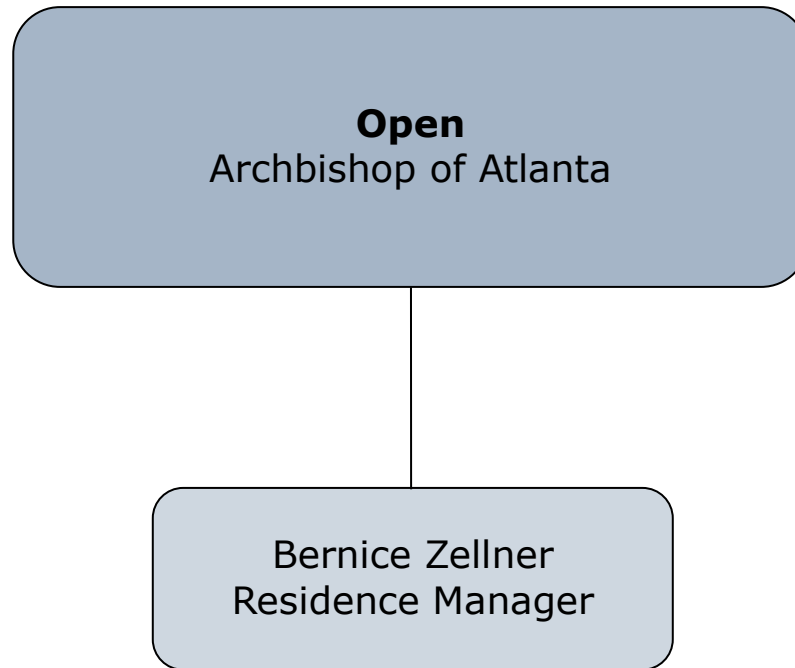 Open
Archbishop of Atlanta
Bernice Zellner
Residence Manager